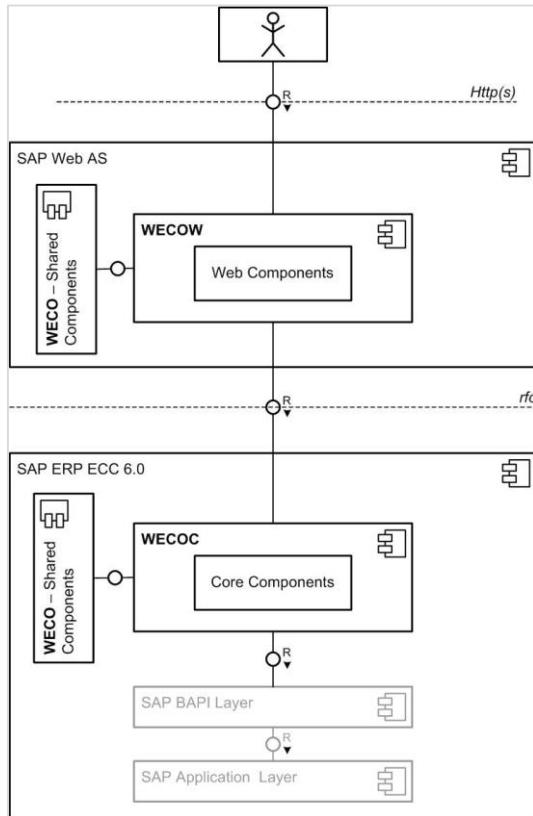 R
Http(s)
SAP Web AS
WECO – Shared
Components
WECOW
Web Components
R
rfc
SAP ERP ECC 6.0
WECO – Shared
Components
WECOC
Core Components
R
SAP BAPI Layer
R
SAP Application Layer